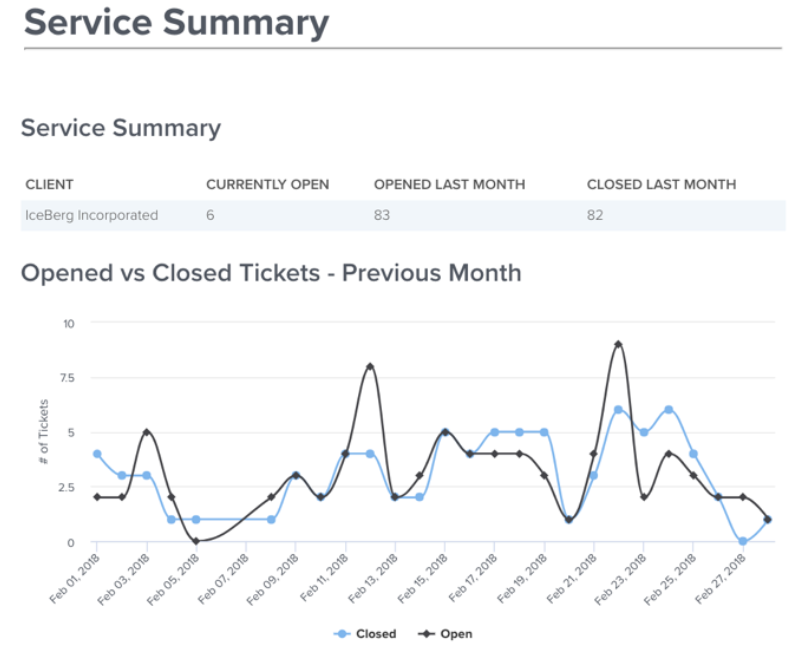 Service Summary
Service Summary
CLIENT CURRENTLY OPEN OPENED LAST MONTH CLOSED LAST MONTH
IceBerg Incorporated 6 83 82
Opened vs Closed Tickets - Previous Month
10
7.5
5
2.5
0
# of Tickets
Feb 01, 2018 Feb 03, 2018 Feb 05, 2018 Feb 07, 2018 Feb 09, 2018 Feb 11, 2018 Feb 13, 2018 Feb 15, 2018 Feb 17, 2018 Feb 19, 2018 Feb 21, 2018 Feb 23, 2018 Feb 25, 2018 Feb 27, 2018
Closed Open